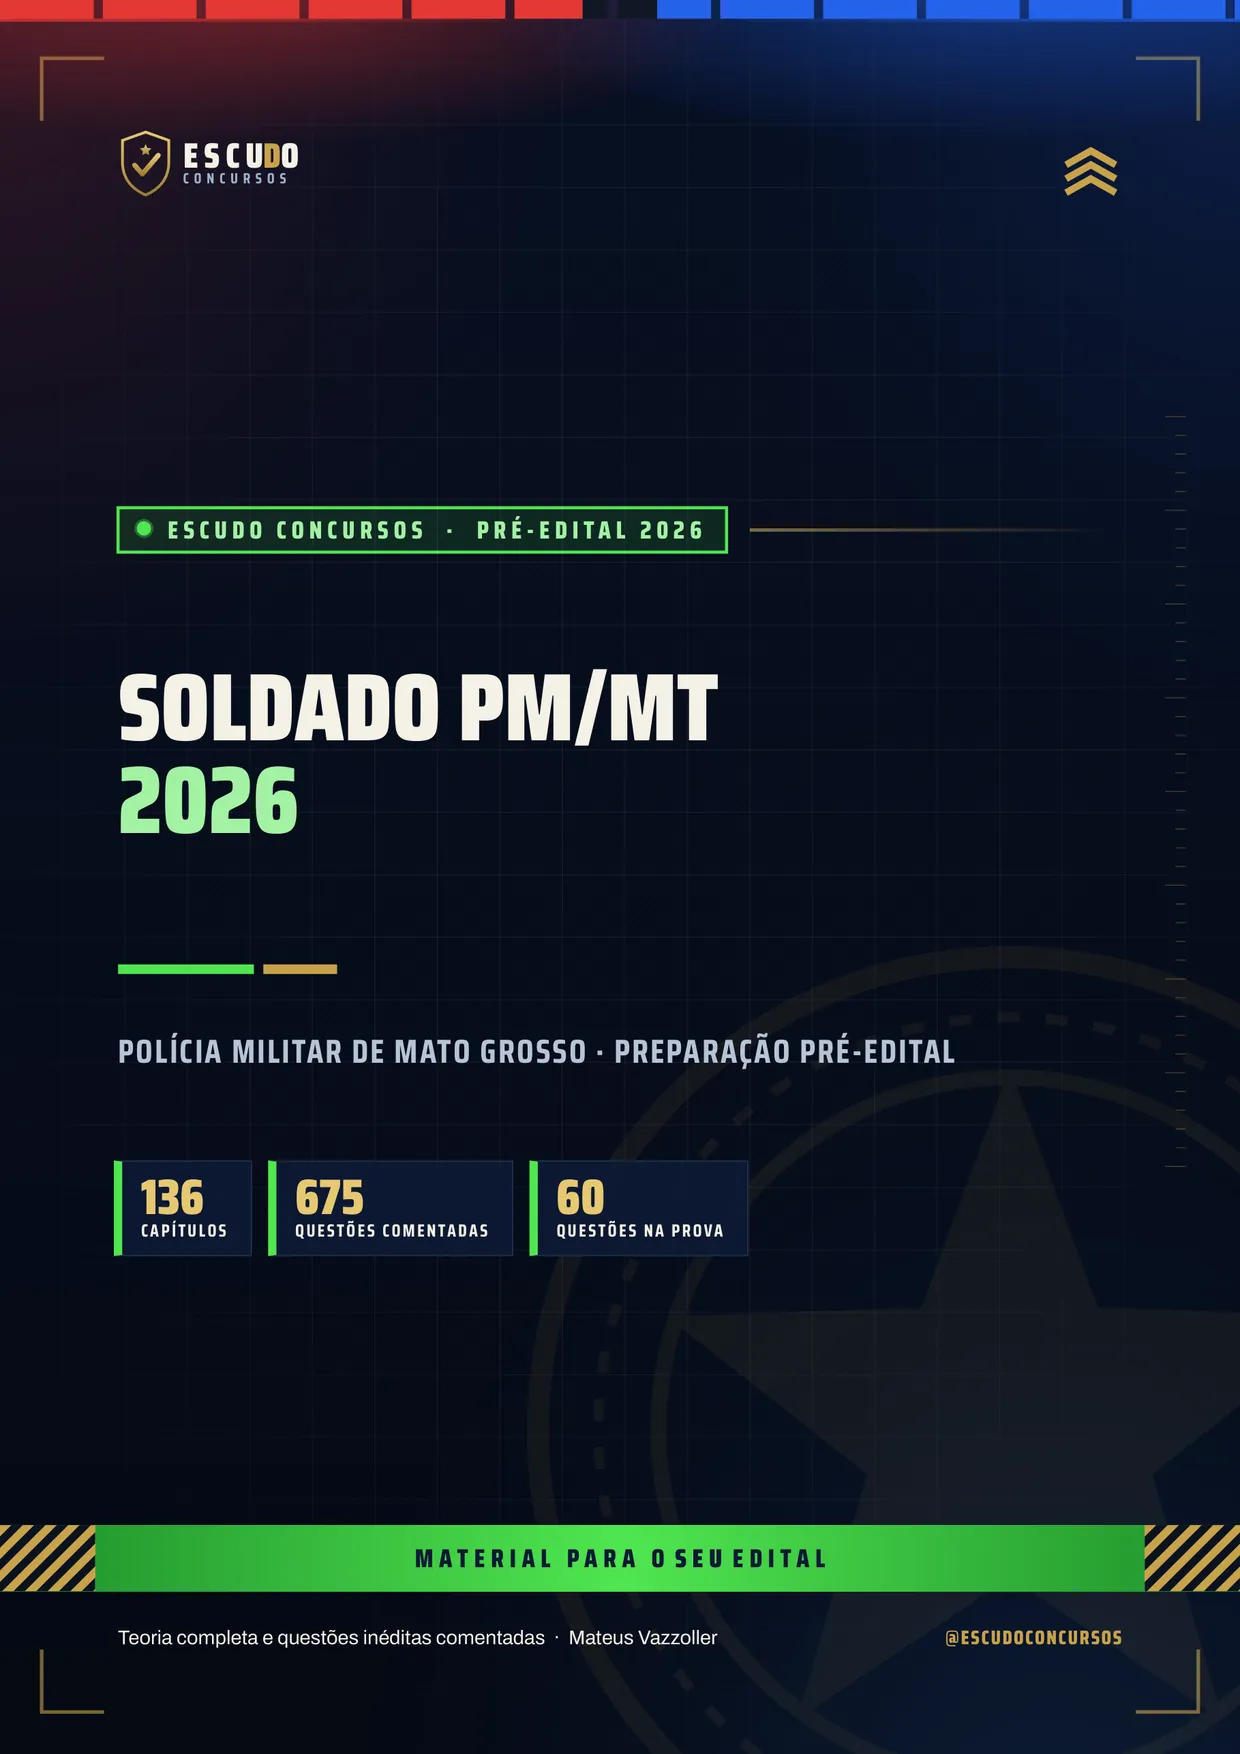 ESCUDO
CONCURSOS
ESCUDO CONCURSOS · PRÉ-EDITAL 2026
SOLDADO PM/MT
2026
POLÍCIA MILITAR DE MATO GROSSO · PREPARAÇÃO PRÉ-EDITAL
136
CAPÍTULOS
675
QUESTÕES COMENTADAS
60
QUESTÕES NA PROVA
MATERIAL PARA O SEU EDITAL
Teoria completa e questões inéditas comentadas · Mateus Vazzoller
@ESCUDOCONCURSOS